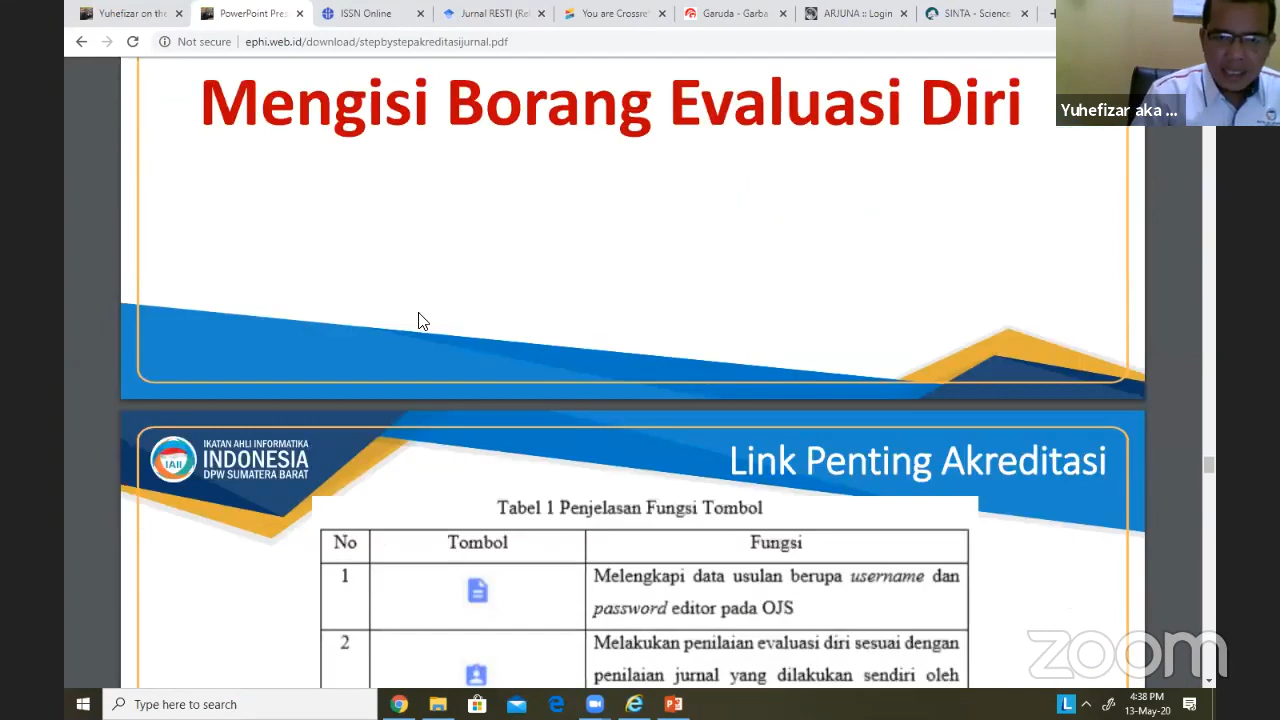 Yuhefizar on the
PowerPoint Pres
ISSN Online
Jurnal RESTI (Rel
You are Crossref
Garuda - Garba
ARJUNA :: Login
SINTA - Science
Not secure
ephi.web.id/download/stepbystepakreditasijurnal.pdf
Yuhefizar aka ...
Mengisi Borang Evaluasi Diri
IAII
IKATAN AHLI INFORMATIKA
INDONESIA
DPW SUMATERA BARAT
Link Penting Akreditasi
Tabel 1 Penjelasan Fungsi Tombol
No Tombol Fungsi
1 Melengkapi data usulan berupa username dan
password editor pada OJS
2 Melakukan penilaian evaluasi diri sesuai dengan
penilaian jurnal yang dilakukan sendiri oleh
zoom
Type here to search
L
4:38 PM
13-May-20